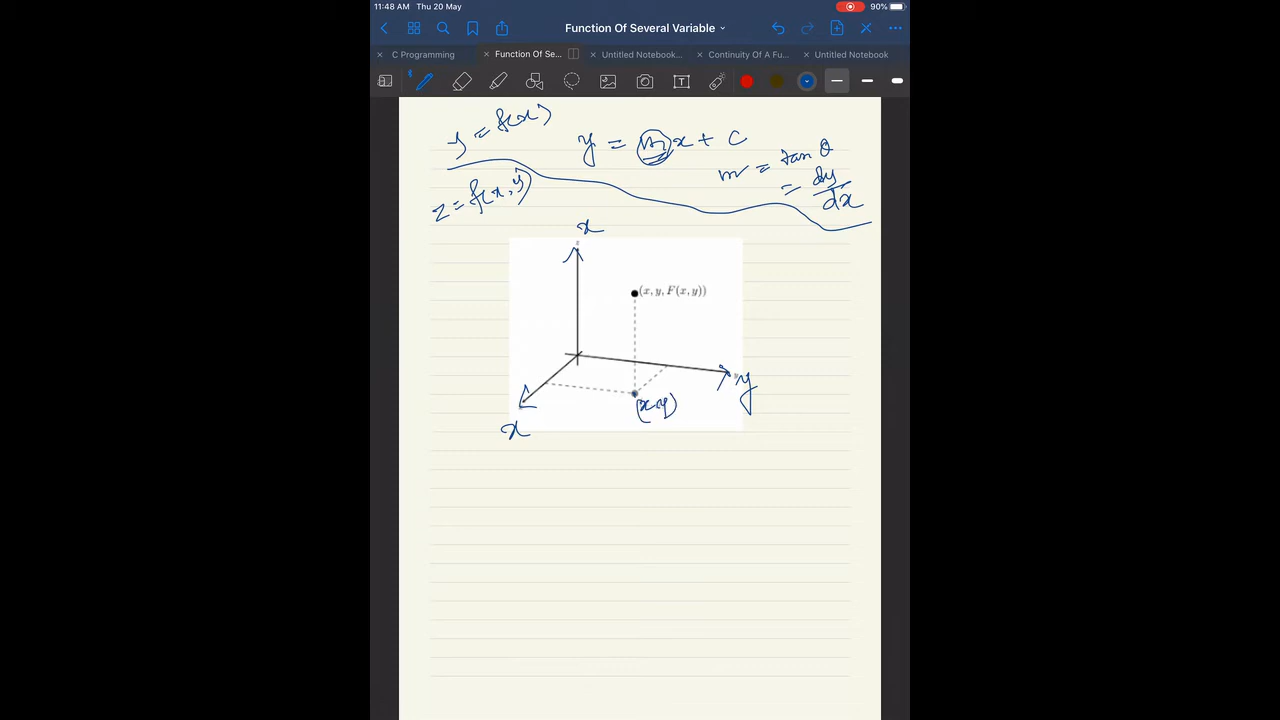 11:48 AM Thu 20 May
90%
Function Of Several Variable
C Programming
Function Of Se...
Untitled Notebook...
Continuity Of A Fu...
Untitled Notebook
T
y = f(x)
y = mx + c
m = tan θ
= dy/dx
z = f(x, y)
x
(x, y, F(x, y))
y
(x,y)
x